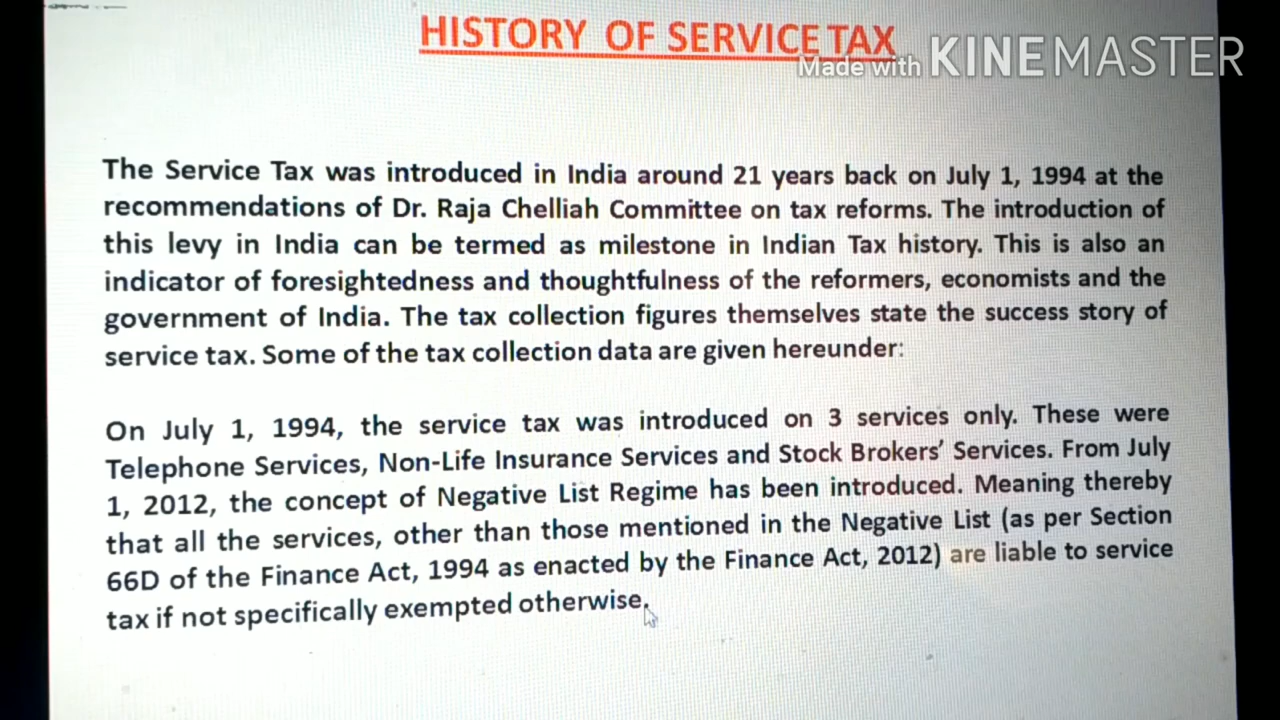 HISTORY OF SERVICE TAX
Made with KINEMASTER
The Service Tax was introduced in India around 21 years back on July 1, 1994 at the
recommendations of Dr. Raja Chelliah Committee on tax reforms. The introduction of
this levy in India can be termed as milestone in Indian Tax history. This is also an
indicator of foresightedness and thoughtfulness of the reformers, economists and the
government of India. The tax collection figures themselves state the success story of
service tax. Some of the tax collection data are given hereunder:
On July 1, 1994, the service tax was introduced on 3 services only. These were
Telephone Services, Non-Life Insurance Services and Stock Brokers’ Services. From July
1, 2012, the concept of Negative List Regime has been introduced. Meaning thereby
that all the services, other than those mentioned in the Negative List (as per Section
66D of the Finance Act, 1994 as enacted by the Finance Act, 2012) are liable to service
tax if not specifically exempted otherwise.